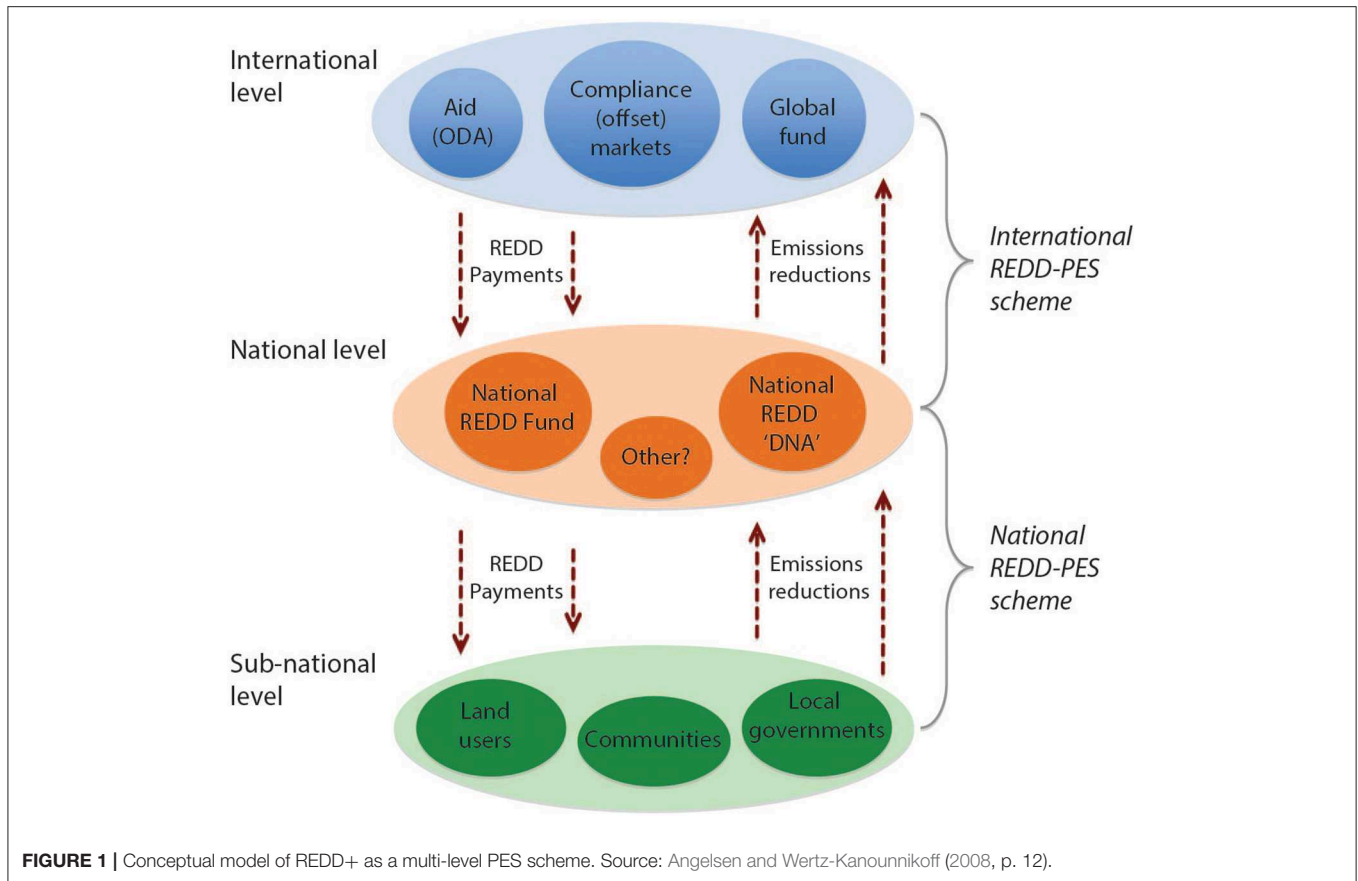 International
level
Aid
(ODA)
Compliance
(offset)
markets
Global
fund
REDD
Payments
Emissions
reductions
International
REDD-PES
scheme
National level
National
REDD Fund
Other?
National
REDD
‘DNA’
REDD
Payments
Emissions
reductions
National
REDD-PES
scheme
Sub-national
level
Land
users
Communities
Local
governments
FIGURE 1 | Conceptual model of REDD+ as a multi-level PES scheme. Source: Angelsen and Wertz-Kanounnikoff (2008, p. 12).